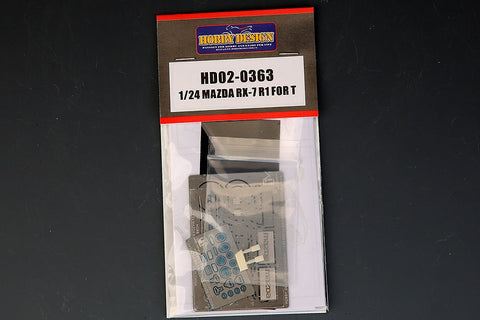 HOBBY DESIGN
HD02-0363
1/24 MAZDA RX-7 R1 FOR T